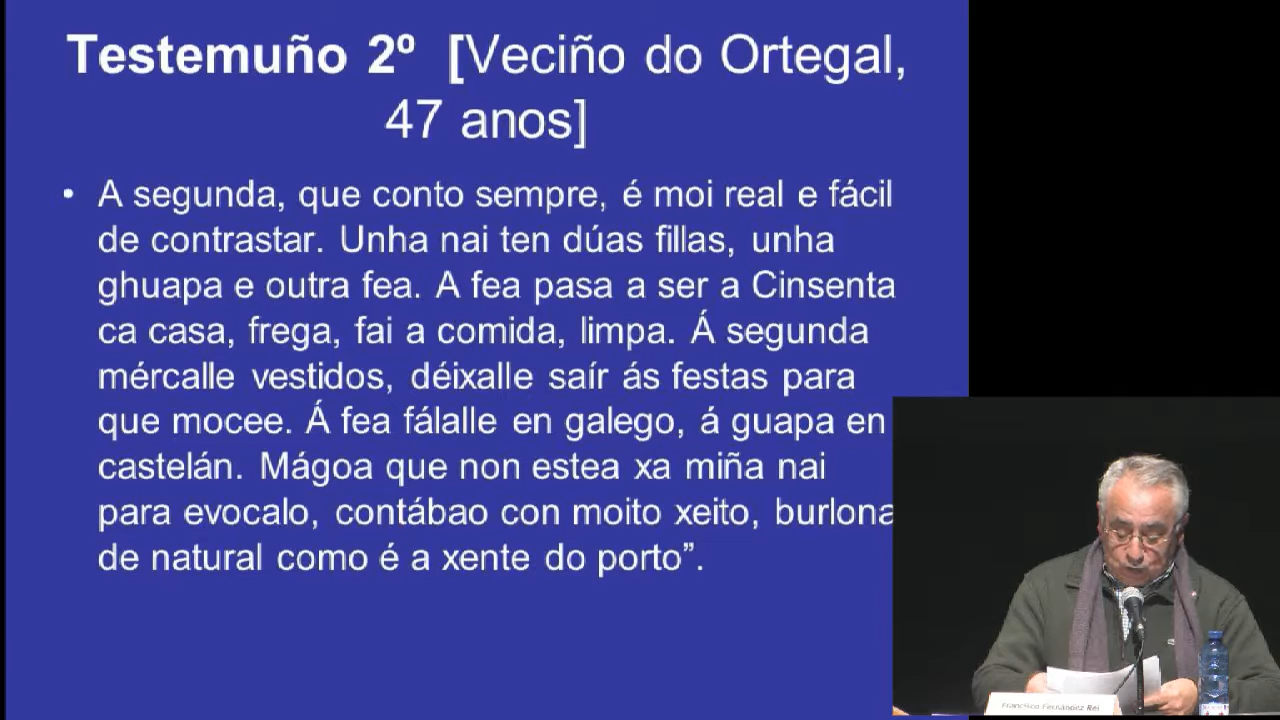 Testemuño 2º [Veciño do Ortegal,
47 anos]
• A segunda, que conto sempre, é moi real e fácil
de contrastar. Unha nai ten dúas fillas, unha
ghuapa e outra fea. A fea pasa a ser a Cinsenta
ca casa, frega, fai a comida, limpa. Á segunda
mércalle vestidos, déixalle saír ás festas para
que mocee. Á fea fálalle en galego, á guapa en
castelán. Mágoa que non estea xa miña nai
para evocalo, contábao con moito xeito, burlona
de natural como é a xente do porto”.
Francisco Fernández Rei